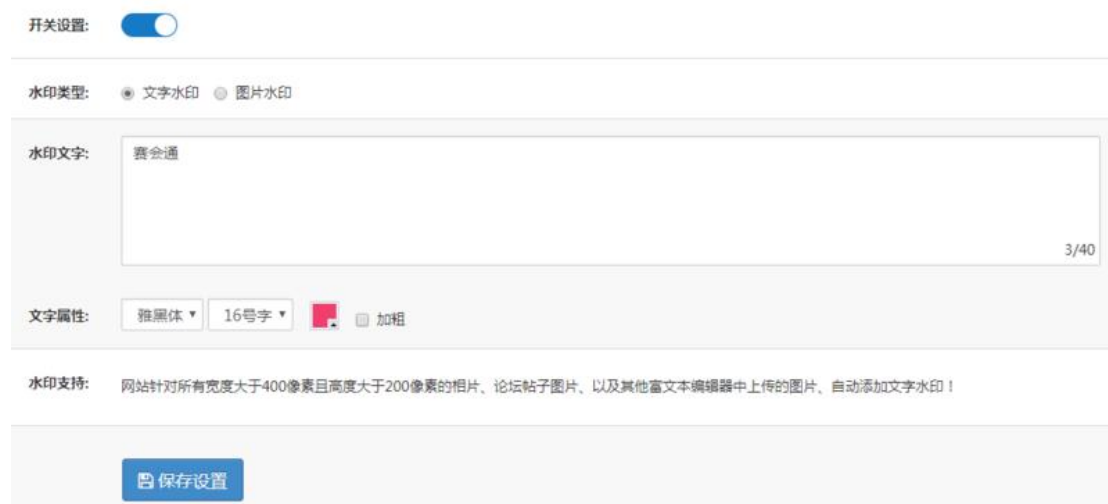 开关设置:
水印类型: 文字水印 图片水印
水印文字: 赛会通
3/40
文字属性: 雅黑体 16号字 加粗
水印支持: 网站针对所有宽度大于400像素且高度大于200像素的相片、论坛帖子图片、以及其他富文本编辑器中上传的图片、自动添加文字水印！
保存设置